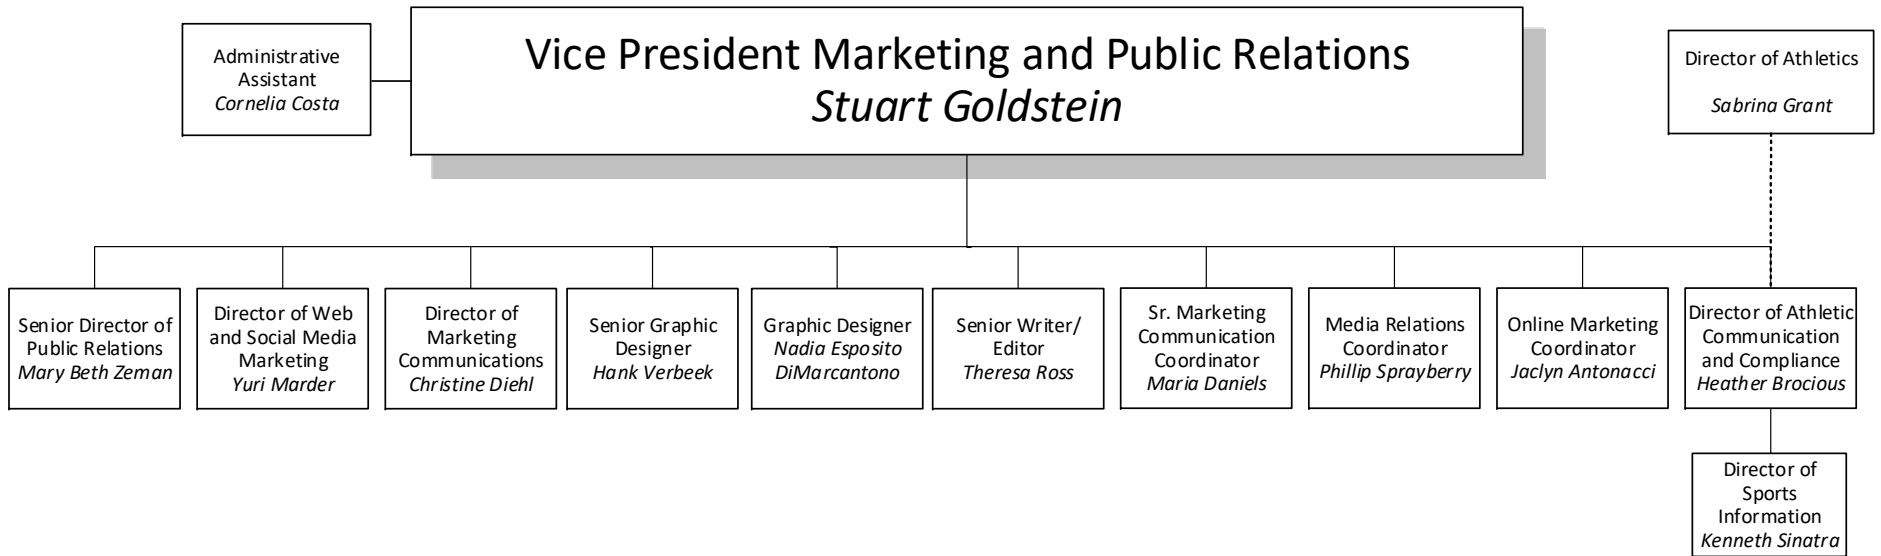 Administrative
Assistant
Cornelia Costa
Vice President Marketing and Public Relations
Stuart Goldstein
Director of Athletics
Sabrina Grant
Senior Director of
Public Relations
Mary Beth Zeman
Director of Web
and Social Media
Marketing
Yuri Marder
Director of
Marketing
Communications
Christine Diehl
Senior Graphic
Designer
Hank Verbeek
Graphic Designer
Nadia Esposito
DiMarcantono
Senior Writer/
Editor
Theresa Ross
Sr. Marketing
Communication
Coordinator
Maria Daniels
Media Relations
Coordinator
Phillip Sprayberry
Online Marketing
Coordinator
Jaclyn Antonacci
Director of Athletic
Communication
and Compliance
Heather Brocious
Director of
Sports
Information
Kenneth Sinatra